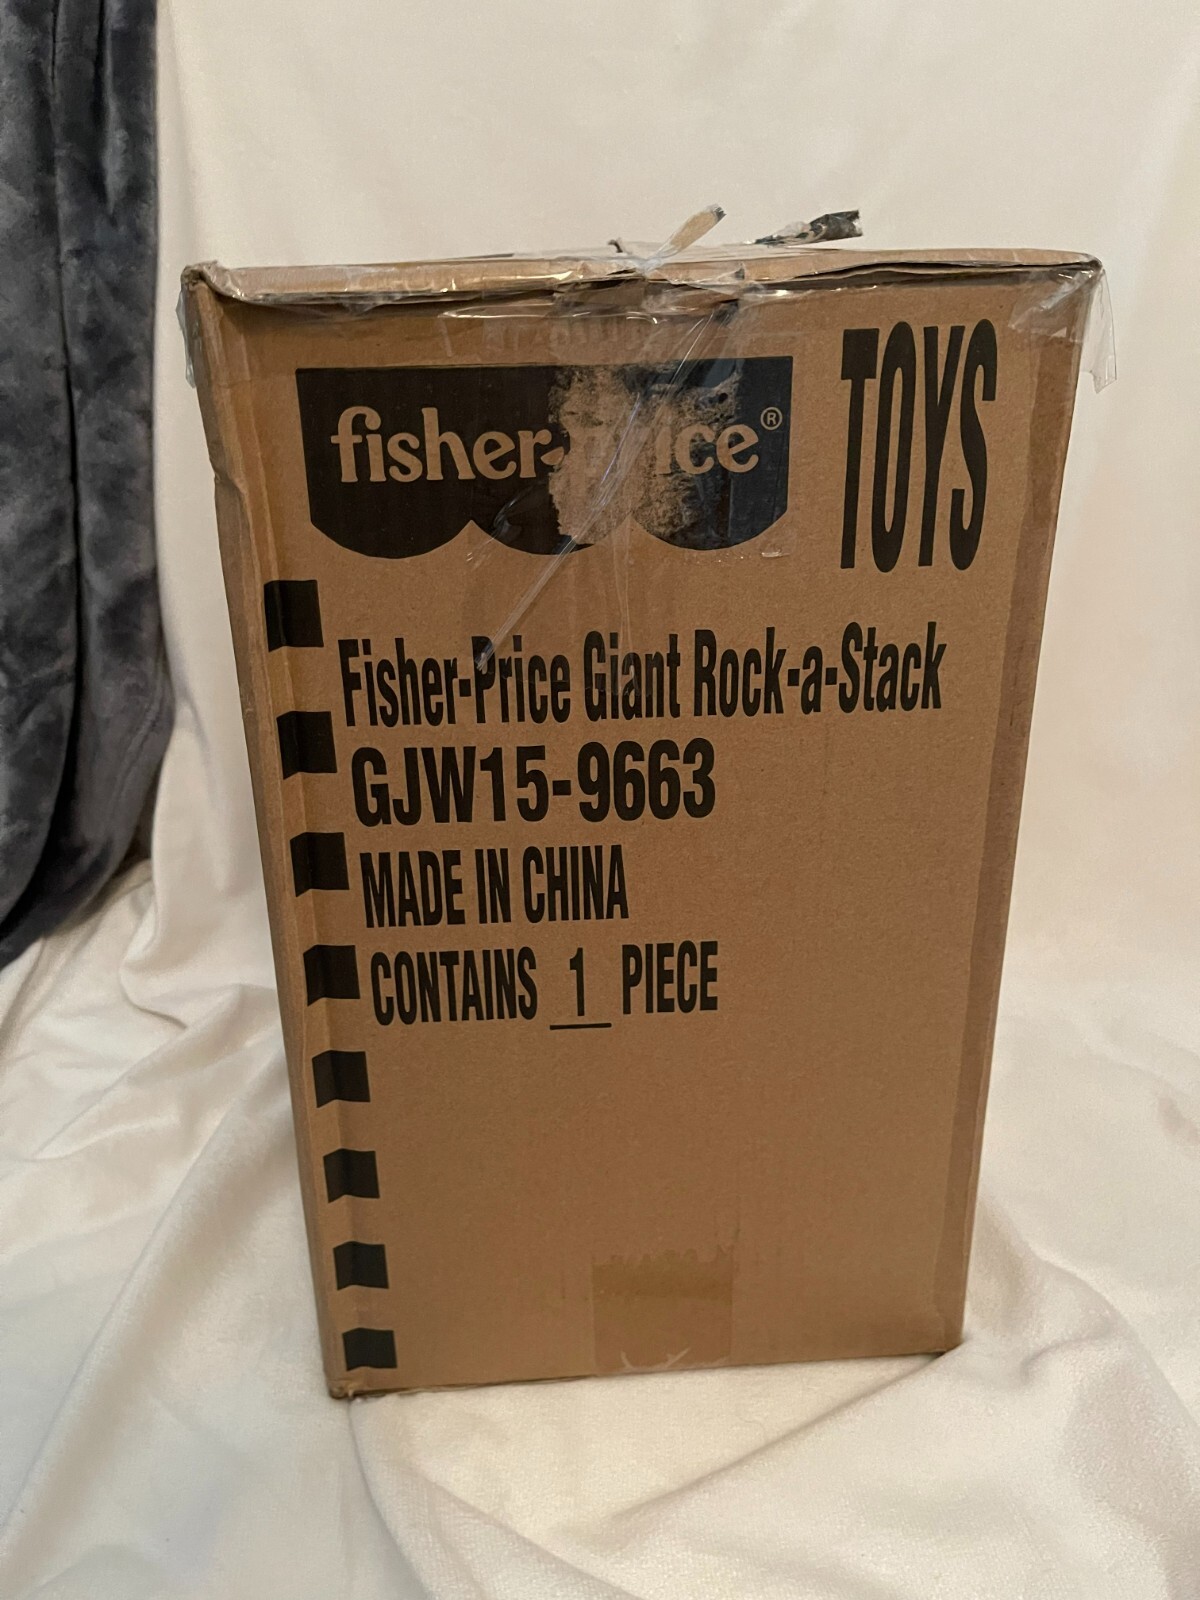 fisher-price®
TOYS
Fisher-Price Giant Rock-a-Stack
GJW15-9663
MADE IN CHINA
CONTAINS 1 PIECE